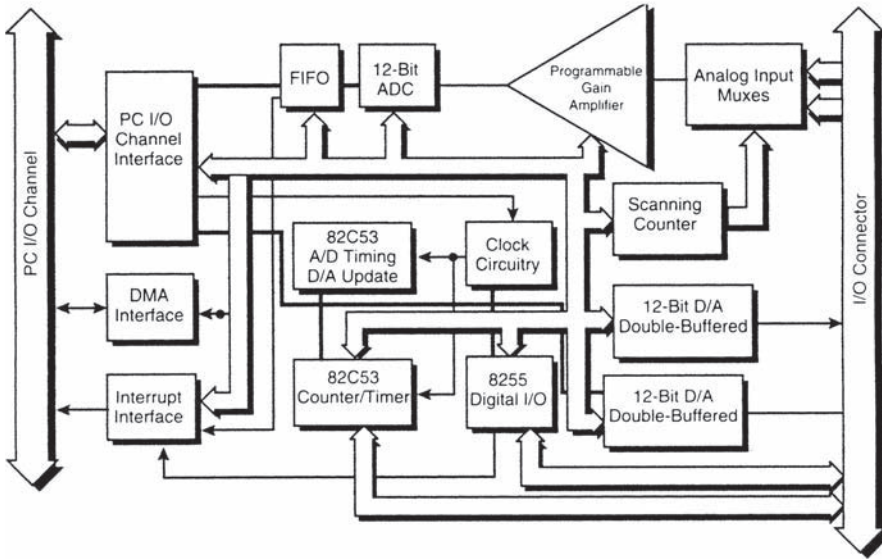 PC I/O Channel
PC I/O
Channel
Interface
FIFO
12-Bit
ADC
Programmable
Gain
Amplifier
Analog Input
Muxes
I/O Connector
Scanning
Counter
82C53
A/D Timing
D/A Update
Clock
Circuitry
DMA
Interface
12-Bit D/A
Double-Buffered
Interrupt
Interface
82C53
Counter/Timer
8255
Digital I/O
12-Bit D/A
Double-Buffered